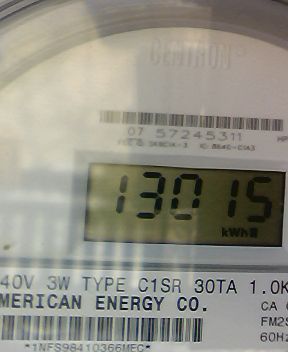 CENTRON®
07 57245311
13015
kWh
40V 3W TYPE C1SR 30TA 1.0K
MERICAN ENERGY CO.
CA
FM2S
60Hz
*1NFS98410366MEC*